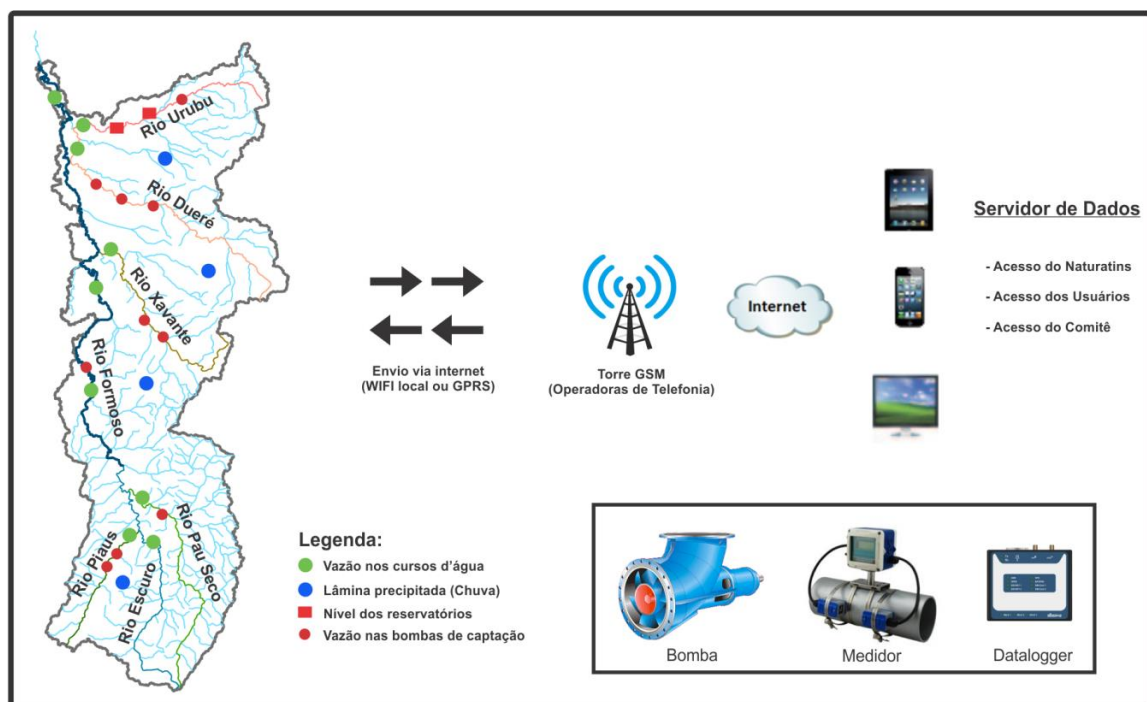 Rio Urubu
Rio Dueré
Rio Xavante
Rio Formoso
Rio Pau Seco
Rio Piaus
Rio Escuro
Envio via internet
(WIFI local ou GPRS)
Torre GSM
(Operadoras de Telefonia)
Internet
Servidor de Dados
- Acesso do Naturatins
- Acesso dos Usuários
- Acesso do Comitê
Legenda:
Vazão nos cursos d'água
Lâmina precipitada (Chuva)
Nível dos reservatórios
Vazão nas bombas de captação
Bomba
Medidor
Datalogger